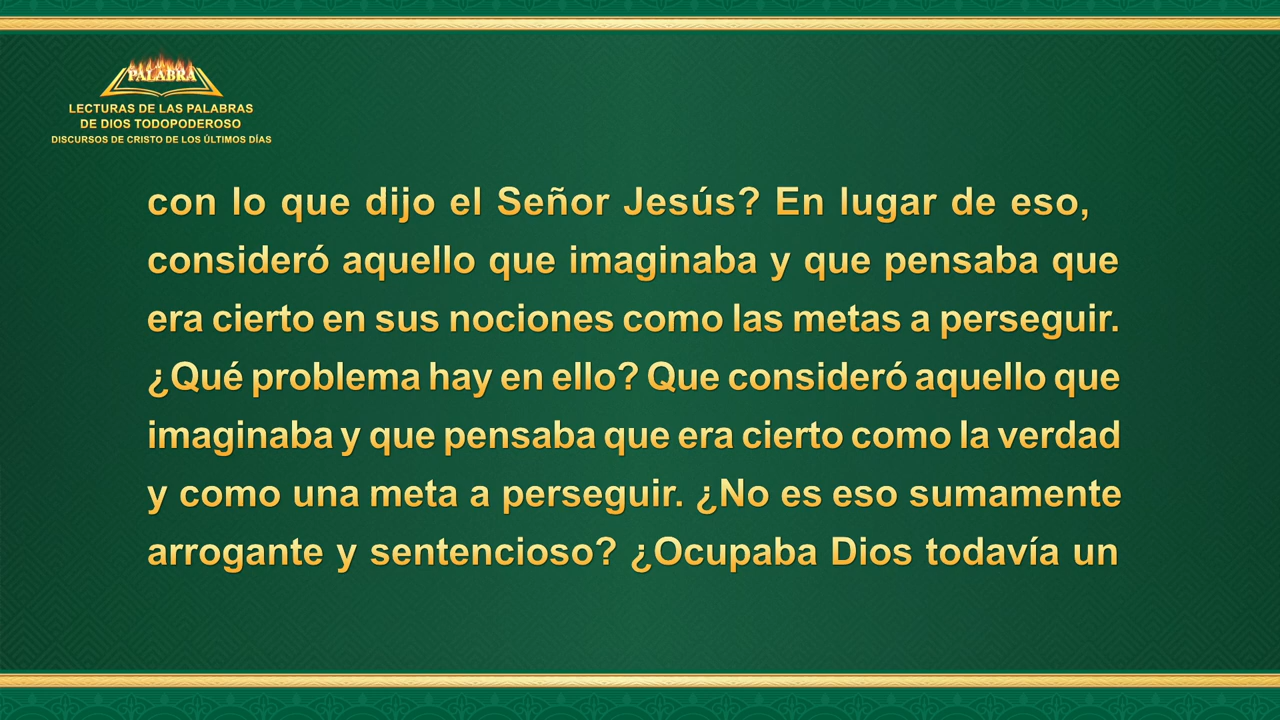 PALABRA
LECTURAS DE LAS PALABRAS
DE DIOS TODOPODEROSO
DISCURSOS DE CRISTO DE LOS ÚLTIMOS DÍAS
con lo que dijo el Señor Jesús? En lugar de eso,
consideró aquello que imaginaba y que pensaba que
era cierto en sus nociones como las metas a perseguir.
¿Qué problema hay en ello? Que consideró aquello que
imaginaba y que pensaba que era cierto como la verdad
y como una meta a perseguir. ¿No es eso sumamente
arrogante y sentencioso? ¿Ocupaba Dios todavía un